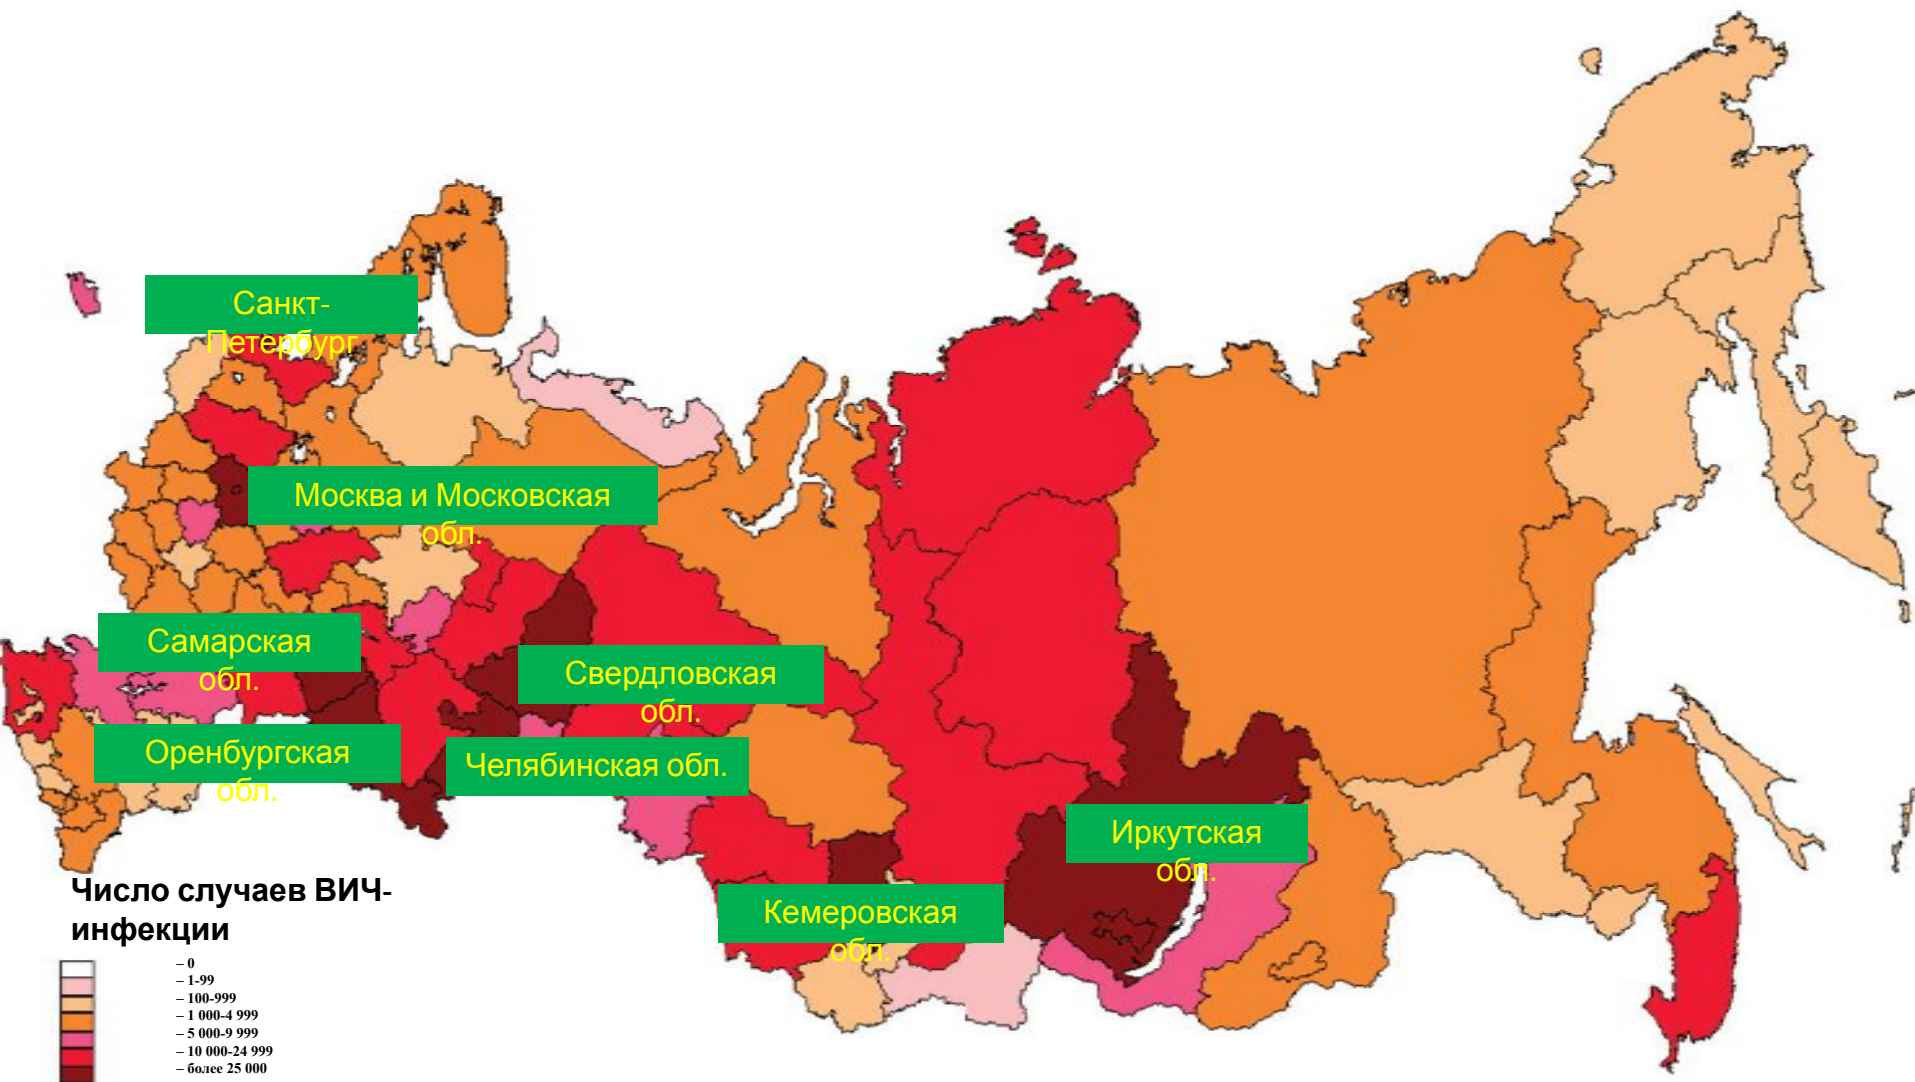 Санкт-
Петербург
Москва и Московская
обл.
Самарская
обл.
Свердловская
обл.
Оренбургская
обл.
Челябинская обл.
Иркутская
обл.
Кемеровская
обл.
Число случаев ВИЧ-
инфекции
– 0
– 1-99
– 100-999
– 1 000-4 999
– 5 000-9 999
– 10 000-24 999
– более 25 000